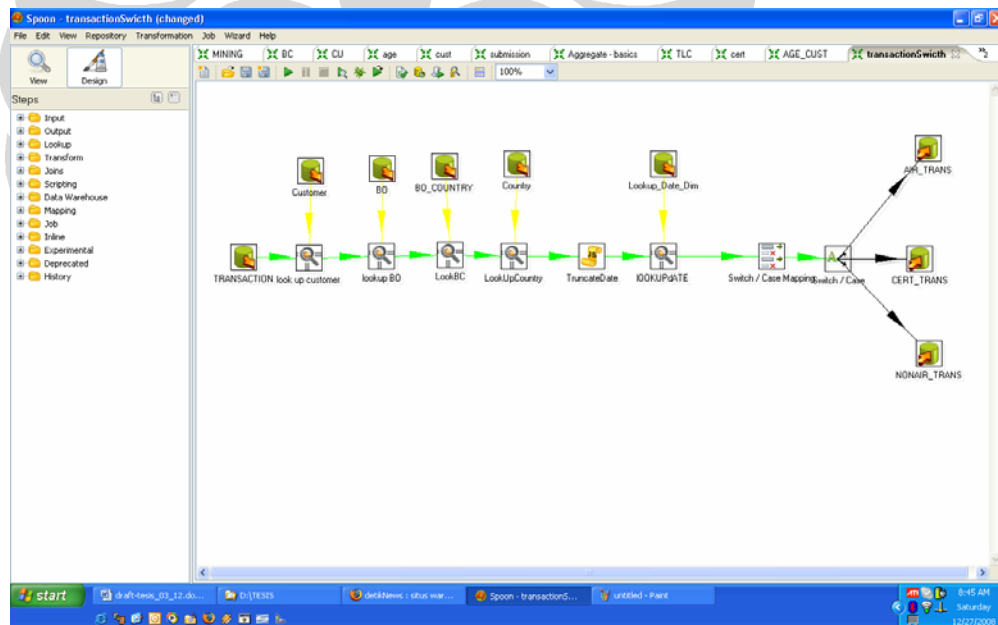 Spoon - transactionSwicth (changed)
File Edit View Repository Transformation Job Wizard Help
MINING BC CU age cust submission Aggregate - basics TLC cert AGE_CUST transactionSwicth 2
View Design
100%
Steps
Input
Output
Lookup
Transform
Joins
Scripting
Data Warehouse
Mapping
Job
Inline
Experimental
Deprecated
History
Customer BO BO_COUNTRY Country Lookup_Date_Dim AIR_TRANS
TRANSACTION look up customer lookup BO LookBC LookUpCountry TruncateDate lOOKUPdATE Switch / Case Mapping Switch / Case CERT_TRANS
NONAIR_TRANS
start draft-tesis_03_12.do... D:\TESIS detikNews : situs war... Spoon - transactionS... untitled - Paint 8:45 AM
Saturday
12/27/2008